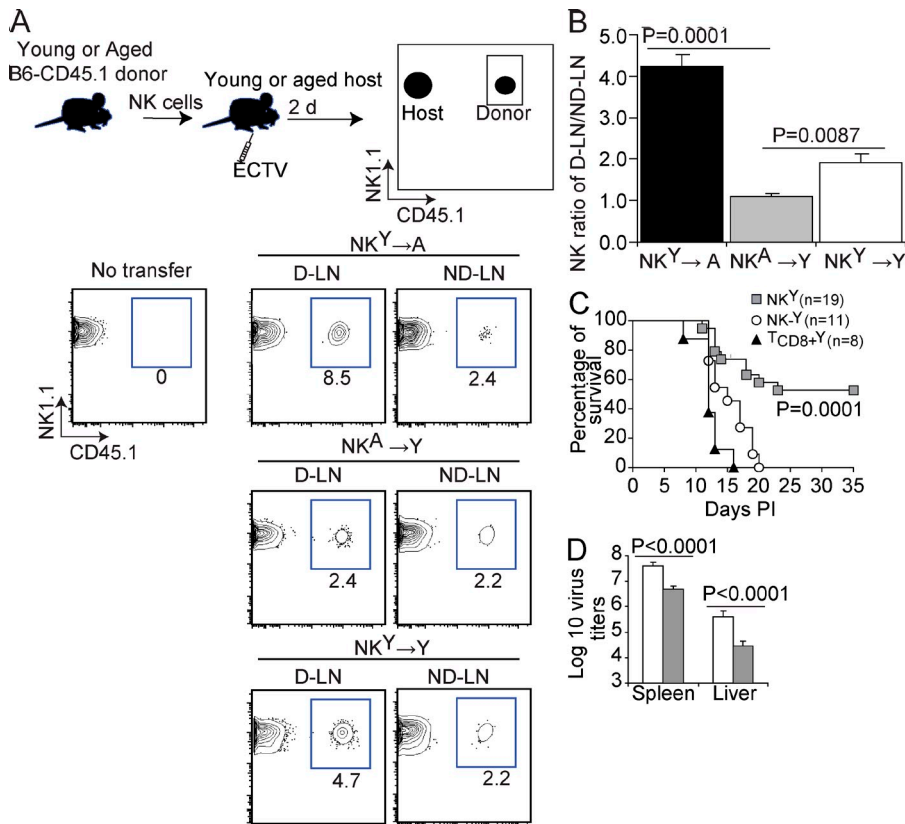 A
Young or Aged
B6-CD45.1 donor
NK cells
Young or aged host
2 d
ECTV
Host
Donor
NK1.1
CD45.1
No transfer
0
NK1.1
CD45.1
NKY→A
D-LN
ND-LN
8.5
2.4
NKA→Y
D-LN
ND-LN
2.4
2.2
NKY→Y
D-LN
ND-LN
4.7
2.2
B
NK ratio of D-LN/ND-LN
5.0
4.0
3.0
2.0
1.0
0.0
P=0.0001
P=0.0087
NKY→A
NKA→Y
NKY→Y
C
NKY(n=19)
NK-Y(n=11)
TCD8+Y(n=8)
Percentage of
survival
100
80
60
40
20
0
P=0.0001
0 5 10 15 20 25 30 35
Days PI
D
Log 10 virus
titers
8
7
6
5
4
3
P<0.0001
P<0.0001
Spleen
Liver